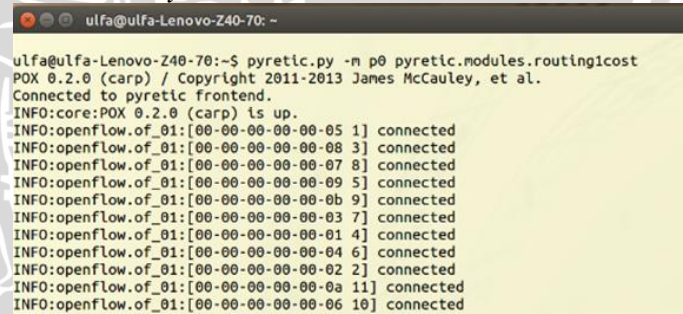 ulfa@ulfa-Lenovo-Z40-70: ~
ulfa@ulfa-Lenovo-Z40-70:~$ pyretic.py -m p0 pyretic.modules.routing1cost
POX 0.2.0 (carp) / Copyright 2011-2013 James McCauley, et al.
Connected to pyretic frontend.
INFO:core:POX 0.2.0 (carp) is up.
INFO:openflow.of_01:[00-00-00-00-00-05 1] connected
INFO:openflow.of_01:[00-00-00-00-00-08 3] connected
INFO:openflow.of_01:[00-00-00-00-00-07 8] connected
INFO:openflow.of_01:[00-00-00-00-00-09 5] connected
INFO:openflow.of_01:[00-00-00-00-00-0b 9] connected
INFO:openflow.of_01:[00-00-00-00-00-03 7] connected
INFO:openflow.of_01:[00-00-00-00-00-01 4] connected
INFO:openflow.of_01:[00-00-00-00-00-04 6] connected
INFO:openflow.of_01:[00-00-00-00-00-02 2] connected
INFO:openflow.of_01:[00-00-00-00-00-0a 11] connected
INFO:openflow.of_01:[00-00-00-00-00-06 10] connected